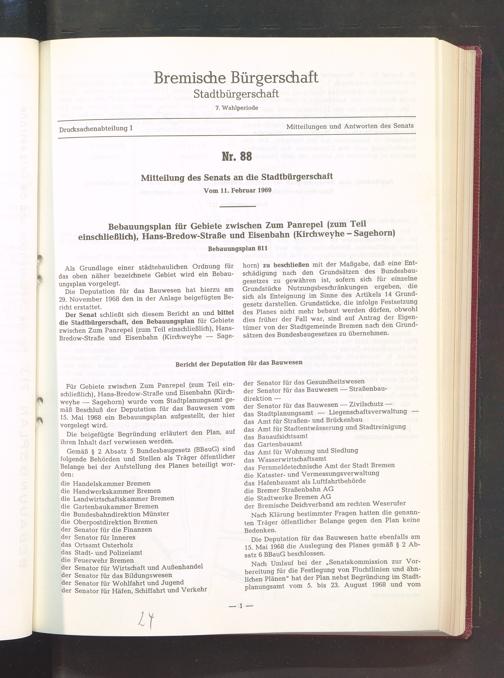 Bremische Bürgerschaft
Stadtbürgerschaft
7. Wahlperiode
Drucksachenabteilung I
Mitteilungen und Antworten des Senats
Nr. 88
Mitteilung des Senats an die Stadtbürgerschaft
Vom 11. Februar 1969
Bebauungsplan für Gebiete zwischen Zum Panrepel (zum Teil
einschließlich), Hans-Bredow-Straße und Eisenbahn (Kirchweyhe – Sagehorn)
Bebauungsplan 811
Als Grundlage einer städtebaulichen Ordnung für
das oben näher bezeichnete Gebiet wird ein Bebau-
ungsplan vorgelegt.
Die Deputation für das Bauwesen hat hierzu am
29. November 1968 den in der Anlage beigefügten Be-
richt erstattet.
Der Senat schließt sich diesem Bericht an und bittet
die Stadtbürgerschaft, den Bebauungsplan für Gebiete
zwischen Zum Panrepel (zum Teil einschließlich), Hans-
Bredow-Straße und Eisenbahn (Kirchweyhe — Sage-
horn) zu beschließen mit der Maßgabe, daß eine Ent-
schädigung nach den Grundsätzen des Bundesbau-
gesetzes zu gewähren ist, sofern sich für einzelne
Grundstücke Nutzungsbeschränkungen ergeben, die
sich als Enteignung im Sinne des Artikels 14 Grund-
gesetz darstellen. Grundstücke, die infolge Festsetzung
des Planes nicht mehr bebaut werden dürfen, obwohl
dies früher der Fall war, sind auf Antrag der Eigen-
tümer von der Stadtgemeinde Bremen nach den Grund-
sätzen des Bundesbaugesetzes zu übernehmen.
Bericht der Deputation für das Bauwesen
Für Gebiete zwischen Zum Panrepel (zum Teil ein-
schließlich), Hans-Bredow-Straße und Eisenbahn (Kirch-
weyhe — Sagehorn) wurde vom Stadtplanungsamt ge-
mäß Beschluß der Deputation für das Bauwesen vom
15. Mai 1968 ein Bebauungsplan aufgestellt, der hier
vorgelegt wird.
Die beigefügte Begründung erläutert den Plan, auf
ihren Inhalt darf verwiesen werden.
Gemäß § 2 Absatz 5 Bundesbaugesetz (BBauG) sind
folgende Behörden und Stellen als Träger öffentlicher
Belange bei der Aufstellung des Planes beteiligt wor-
den:
die Handelskammer Bremen
die Handwerkskammer Bremen
die Landwirtschaftskammer Bremen
die Gartenbaukammer Bremen
die Bundesbahndirektion Münster
die Oberpostdirektion Bremen
der Senator für die Finanzen
der Senator für Inneres
das Ortsamt Osterholz
das Stadt- und Polizeiamt
die Feuerwehr Bremen
der Senator für Wirtschaft und Außenhandel
der Senator für das Bildungswesen
der Senator für Wohlfahrt und Jugend
der Senator für Häfen, Schiffahrt und Verkehr
der Senator für das Gesundheitswesen
der Senator für das Bauwesen — Straßenbau-
direktion —
der Senator für das Bauwesen — Zivilschutz —
das Stadtplanungsamt — Liegenschaftsverwaltung —
das Amt für Straßen- und Brückenbau
das Amt für Stadtentwässerung und Stadtreinigung
das Bauaufsichtsamt
das Gartenbauamt
das Amt für Wohnung und Siedlung
das Wasserwirtschaftsamt
das Fernmeldetechnische Amt der Stadt Bremen
die Kataster- und Vermessungsverwaltung
das Hafenbauamt als Luftfahrtbehörde
die Bremer Straßenbahn AG
die Stadtwerke Bremen AG
der Bremische Deichverband am rechten Weserufer
Nach Klärung bestimmter Fragen hatten die genann-
ten Träger öffentlicher Belange gegen den Plan keine
Bedenken.
Die Deputation für das Bauwesen hatte ebenfalls am
15. Mai 1968 die Auslegung des Planes gemäß § 2 Ab-
satz 6 BBauG beschlossen.
Nach Umlauf bei der „Senatskommission zur Vor-
bereitung für die Festlegung von Fluchtlinien und ähn-
lichen Plänen“ hat der Plan nebst Begründung im Stadt-
planungsamt vom 5. bis 23. August 1968 und vom
— 1 —
24